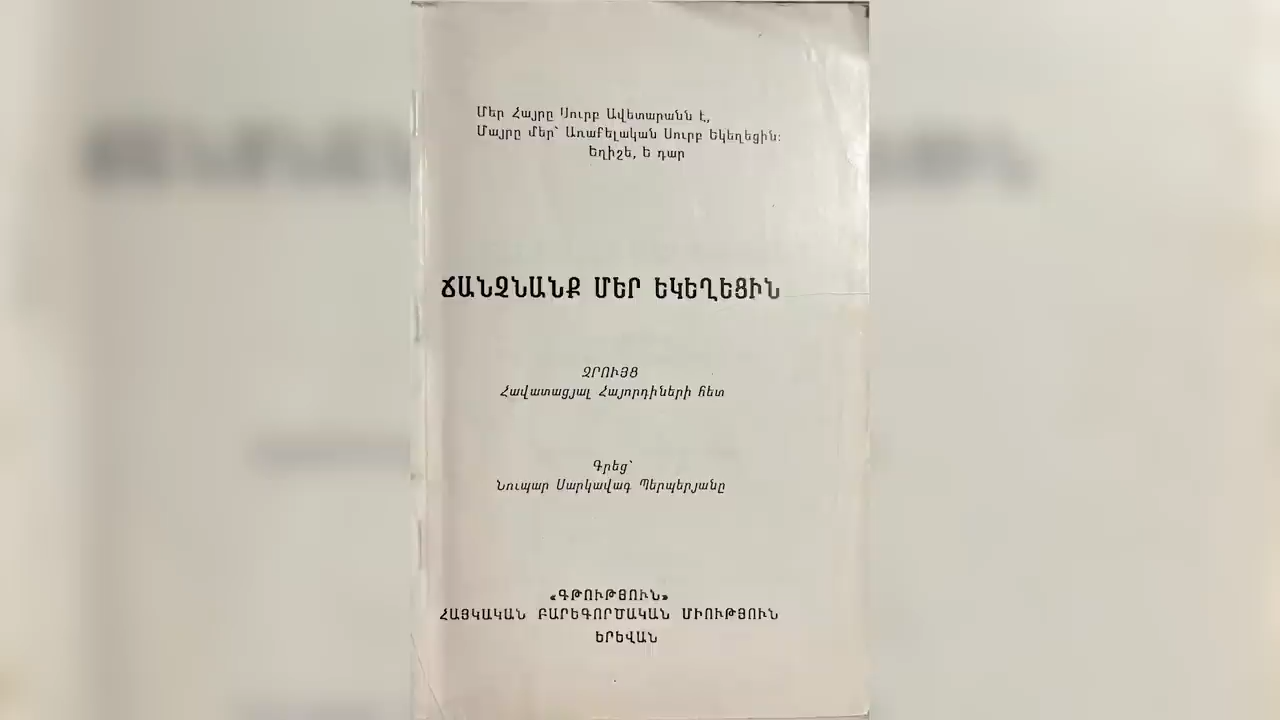 Մեր Հայրը Սուրբ Ավետարանն է,
Մայրը մեր՝ Առաքելական Սուրբ Եկեղեցին։
Եղիշե, Ե դար
ՃԱՆՉՆԱՆՔ ՄԵՐ ԵԿԵՂԵՑԻՆ
ԶՐՈՒՅՑ
Հավատացյալ Հայորդիների հետ
Գրեց՝
Նուպար Սարկավագ Պերպերյանը
«ԳԹՈՒԹՅՈՒՆ»
ՀԱՅԿԱԿԱՆ ԲԱՐԵԳՈՐԾԱԿԱՆ ՄԻՈՒԹՅՈՒՆ
ԵՐԵՎԱՆ